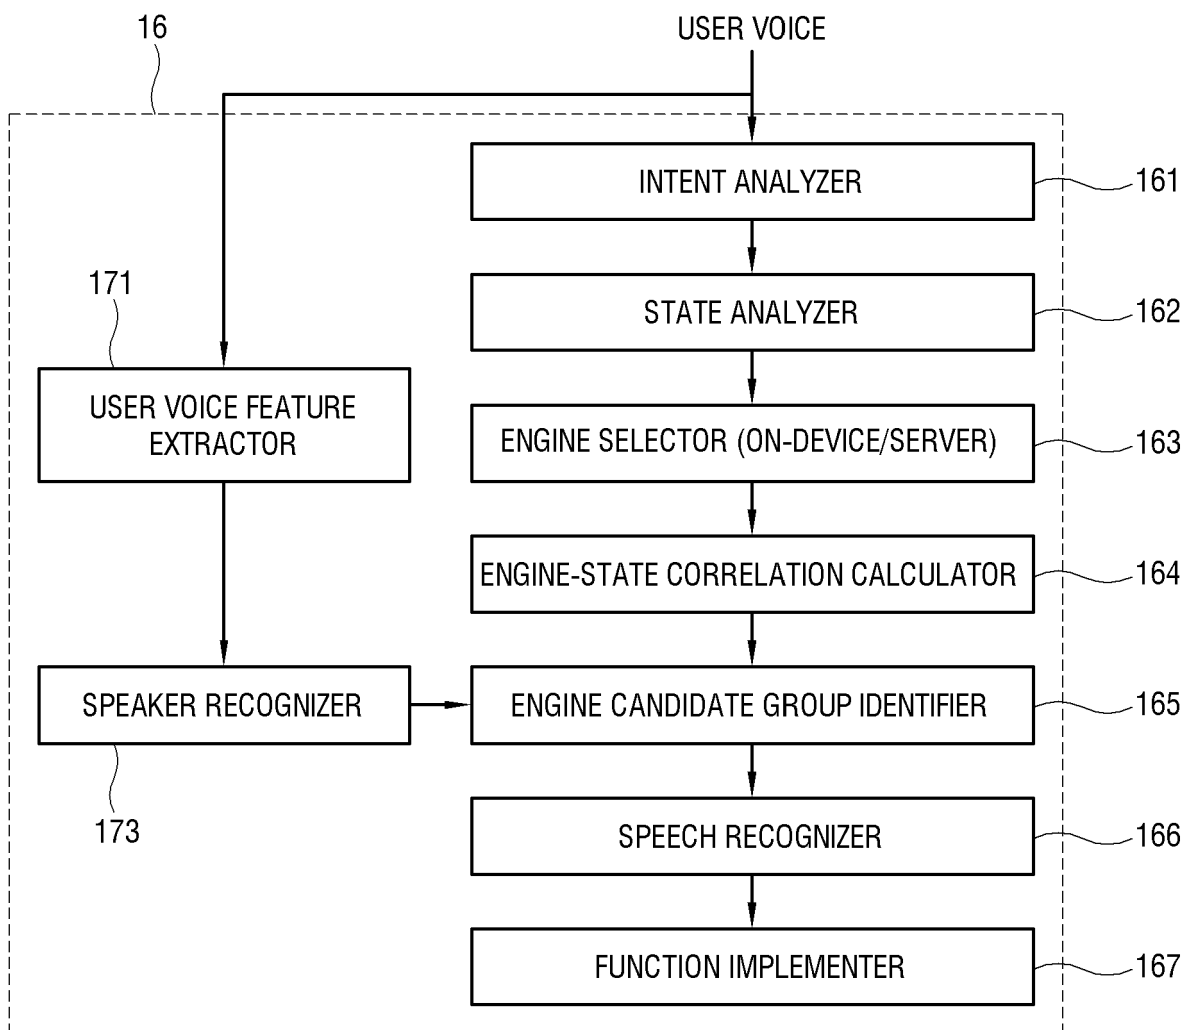 16
USER VOICE
INTENT ANALYZER
161
171
STATE ANALYZER
162
USER VOICE FEATURE
EXTRACTOR
ENGINE SELECTOR (ON-DEVICE/SERVER)
163
ENGINE-STATE CORRELATION CALCULATOR
164
SPEAKER RECOGNIZER
ENGINE CANDIDATE GROUP IDENTIFIER
165
173
SPEECH RECOGNIZER
166
FUNCTION IMPLEMENTER
167